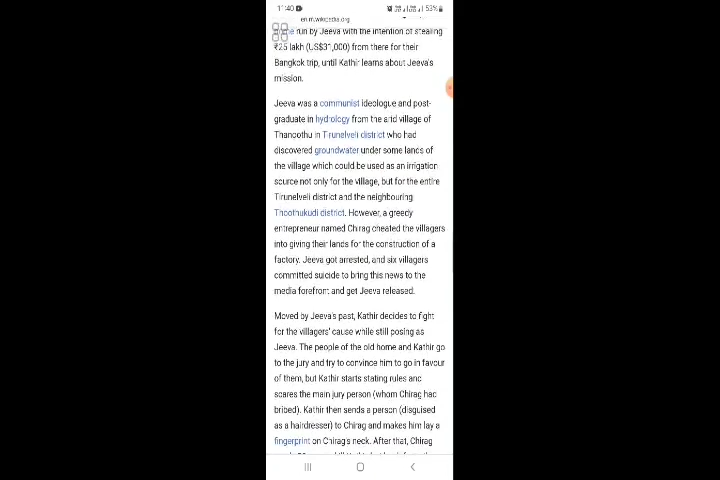 11:40 53%
en.m.wikipedia.org
home run by Jeeva with the intention of stealing
₹25 lakh (US$31,000) from there for their
Bangkok trip, until Kathir learns about Jeeva's
mission.
Jeeva was a communist ideologue and post-
graduate in hydrology from the arid village of
Thanoothu in Tirunelveli district who had
discovered groundwater under some lands of
the village which could be used as an irrigation
source not only for the village, but for the entire
Tirunelveli district and the neighbouring
Thoothukudi district. However, a greedy
entrepreneur named Chirag cheated the villagers
into giving their lands for the construction of a
factory. Jeeva got arrested, and six villagers
committed suicide to bring this news to the
media forefront and get Jeeva released.
Moved by Jeeva's past, Kathir decides to fight
for the villagers' cause while still posing as
Jeeva. The people of the old home and Kathir go
to the jury and try to convince him to go in favour
of them, but Kathir starts stating rules and
scares the main jury person (whom Chirag had
bribed). Kathir then sends a person (disguised
as a hairdresser) to Chirag and makes him lay a
fingerprint on Chirag's neck. After that, Chirag